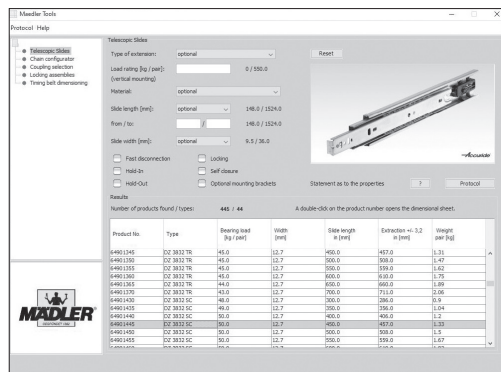 Maedler Tools
Protocol Help
Telescopic Slides
Chain configurator
Coupling selection
Locking assemblies
Timing belt dimensioning
MÄDLER®
Telescopic Slides
Type of extension: optional Reset
Load rating [kg / pair]: 0 / 550.0
(vertical mounting)
Material: optional
Slide length [mm]: optional 148.0 / 1524.0
from / to: / 148.0 / 1524.0
Slide width [mm]: optional 9.5 / 36.0
Fast disconnection Locking
Hold-In Self closure
Hold-Out Optional mounting brackets Statement as to the properties ? Protocol
Accuride
Results
Number of products found / types: 445 / 44 A double-click on the product number opens the dimensional sheet.
Product No. Type Bearing load [kg / pair] Width [mm] Slide length in [mm] Extraction +/- 3,2 in [mm] Weight pair [kg]
64901345 DZ 3832 TR 45.0 12.7 450.0 457.0 1.31
64901350 DZ 3832 TR 45.0 12.7 500.0 508.0 1.47
64901355 DZ 3832 TR 45.0 12.7 550.0 559.0 1.62
64901360 DZ 3832 TR 45.0 12.7 600.0 610.0 1.75
64901365 DZ 3832 TR 44.0 12.7 650.0 660.0 1.89
64901370 DZ 3832 TR 43.0 12.7 700.0 711.0 2.06
64901430 DZ 3832 SC 48.0 12.7 300.0 286.0 0.9
64901435 DZ 3832 SC 49.0 12.7 350.0 356.0 1.04
64901440 DZ 3832 SC 50.0 12.7 400.0 406.0 1.2
64901445 DZ 3832 SC 50.0 12.7 450.0 457.0 1.33
64901450 DZ 3832 SC 50.0 12.7 500.0 508.0 1.5
64901455 DZ 3832 SC 50.0 12.7 550.0 559.0 1.67